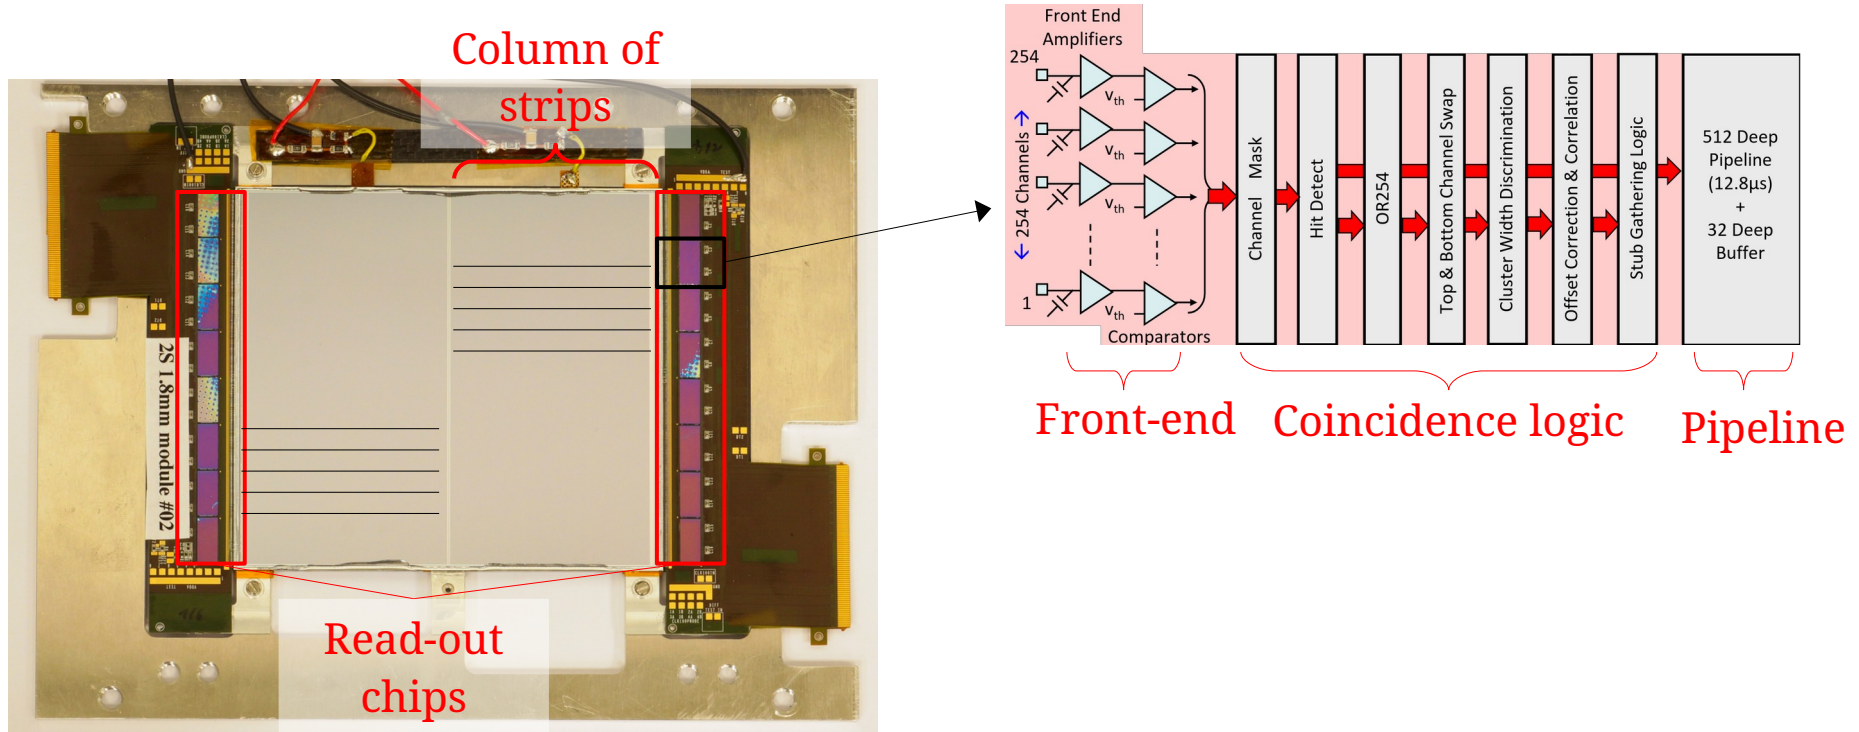 Column of
strips
2S 1.8mm module #02
Read-out
chips
Front End
Amplifiers
254
Vth
Vth
Vth
254 Channels
1
Vth
Comparators
Channel Mask
Hit Detect
OR254
Top & Bottom Channel Swap
Cluster Width Discrimination
Offset Correction & Correlation
Stub Gathering Logic
512 Deep
Pipeline
(12.8µs)
+
32 Deep
Buffer
Front-end
Coincidence logic
Pipeline